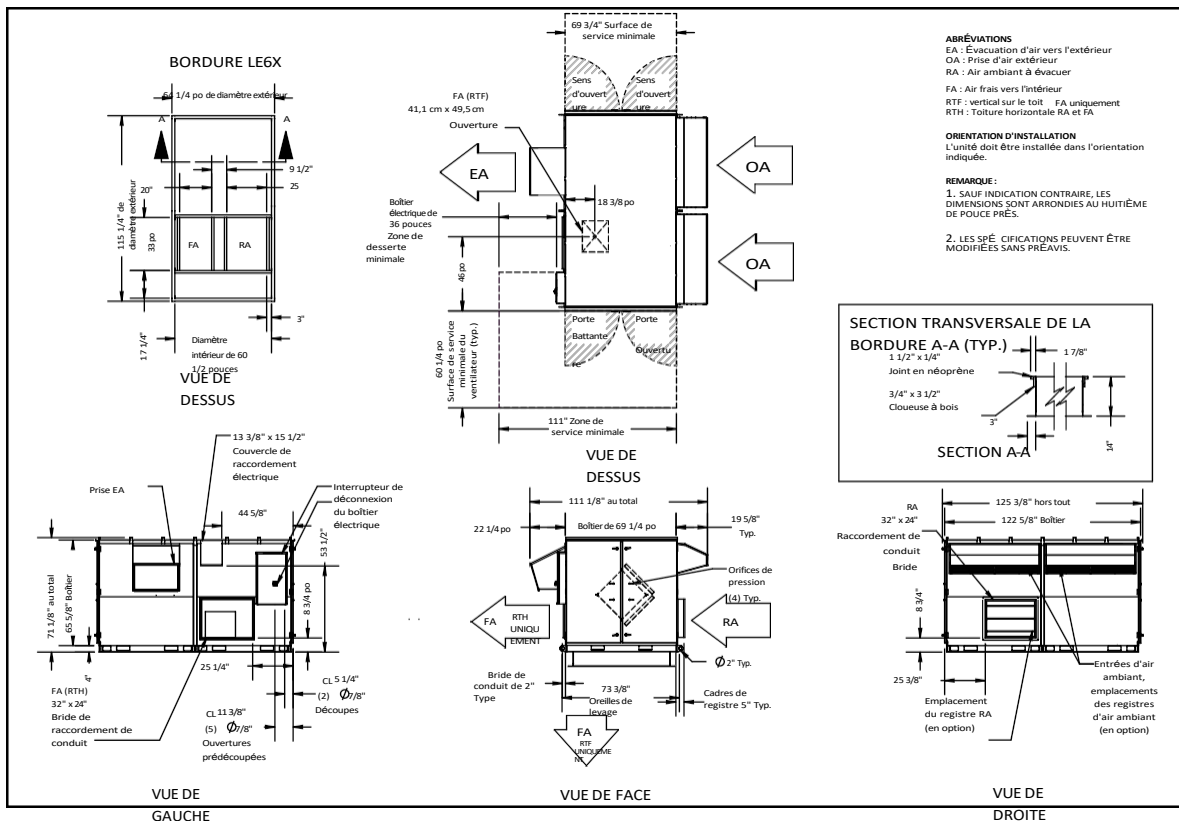 BORDURE LE6X
64 1/4 po de diamètre extérieur
A
A
9 1/2"
20"
25
115 1/4" de
diamètre extérieur
33 po
FA
RA
17 1/4"
3"
Diamètre
intérieur de 60
1/2 pouces
VUE DE
DESSUS
69 3/4" Surface de
service minimale
Sens
d'ouvert
ure
Sens
d'ouvert
ure
FA (RTF)
41,1 cm x 49,5 cm
Ouverture
EA
OA
OA
18 3/8 po
Boîtier
électrique de
36 pouces
Zone de
desserte
minimale
46 po
60 1/4 po
Surface de service
minimale du
ventilateur (typ.)
Porte
Battante
re
Porte
Ouvertu
111" Zone de
service minimale
VUE DE
DESSUS
ABRÉVIATIONS
EA : Évacuation d'air vers l'extérieur
OA : Prise d'air extérieur
RA : Air ambiant à évacuer
FA : Air frais vers l'intérieur
RTF : vertical sur le toit FA uniquement
RTH : Toiture horizontale RA et FA
ORIENTATION D'INSTALLATION
L'unité doit être installée dans l'orientation
indiquée.
REMARQUE :
1. SAUF INDICATION CONTRAIRE, LES
DIMENSIONS SONT ARRONDIES AU HUITIÈME
DE POUCE PRÈS.
2. LES SPÉ CIFICATIONS PEUVENT ÊTRE
MODIFIÉES SANS PRÉAVIS.
SECTION TRANSVERSALE DE LA
BORDURE A-A (TYP.)
1 1/2" x 1/4"
Joint en néoprène
1 7/8"
3/4" x 3 1/2"
Cloueuse à bois
3"
14"
SECTION A-A
13 3/8" x 15 1/2"
Couvercle de
raccordement
électrique
Prise EA
Interrupteur de
déconnexion
du boîtier
électrique
44 5/8"
53 1/2"
71 1/8" au total
65 5/8" Boîtier
8 3/4 po
4"
25 1/4"
FA (RTH)
32" x 24"
Bride de
raccordement de
conduit
CL 5 1/4"
(2) Ø7/8"
Découpes
CL 11 3/8"
(5) Ø7/8"
Ouvertures
prédécoupées
VUE DE
GAUCHE
111 1/8" au total
22 1/4 po
Boîtier de 69 1/4 po
19 5/8"
Typ.
Orifices de
pression
(4) Typ.
FA
RTH
UNIQU
EMENT
RA
Ø 2" Typ.
Bride de
conduit de 2"
Type
73 3/8"
Oreilles de
levage
Cadres de
registre 5" Typ.
FA
RTF
UNIQUEME
NT
VUE DE FACE
125 3/8" hors tout
122 5/8" Boîtier
RA
32" x 24"
Raccordement de
conduit
Bride
8 3/4"
25 3/8"
Emplacement
du registre RA
(en option)
Entrées d'air
ambiant,
emplacements
des registres
d'air ambiant
(en option)
VUE DE
DROITE